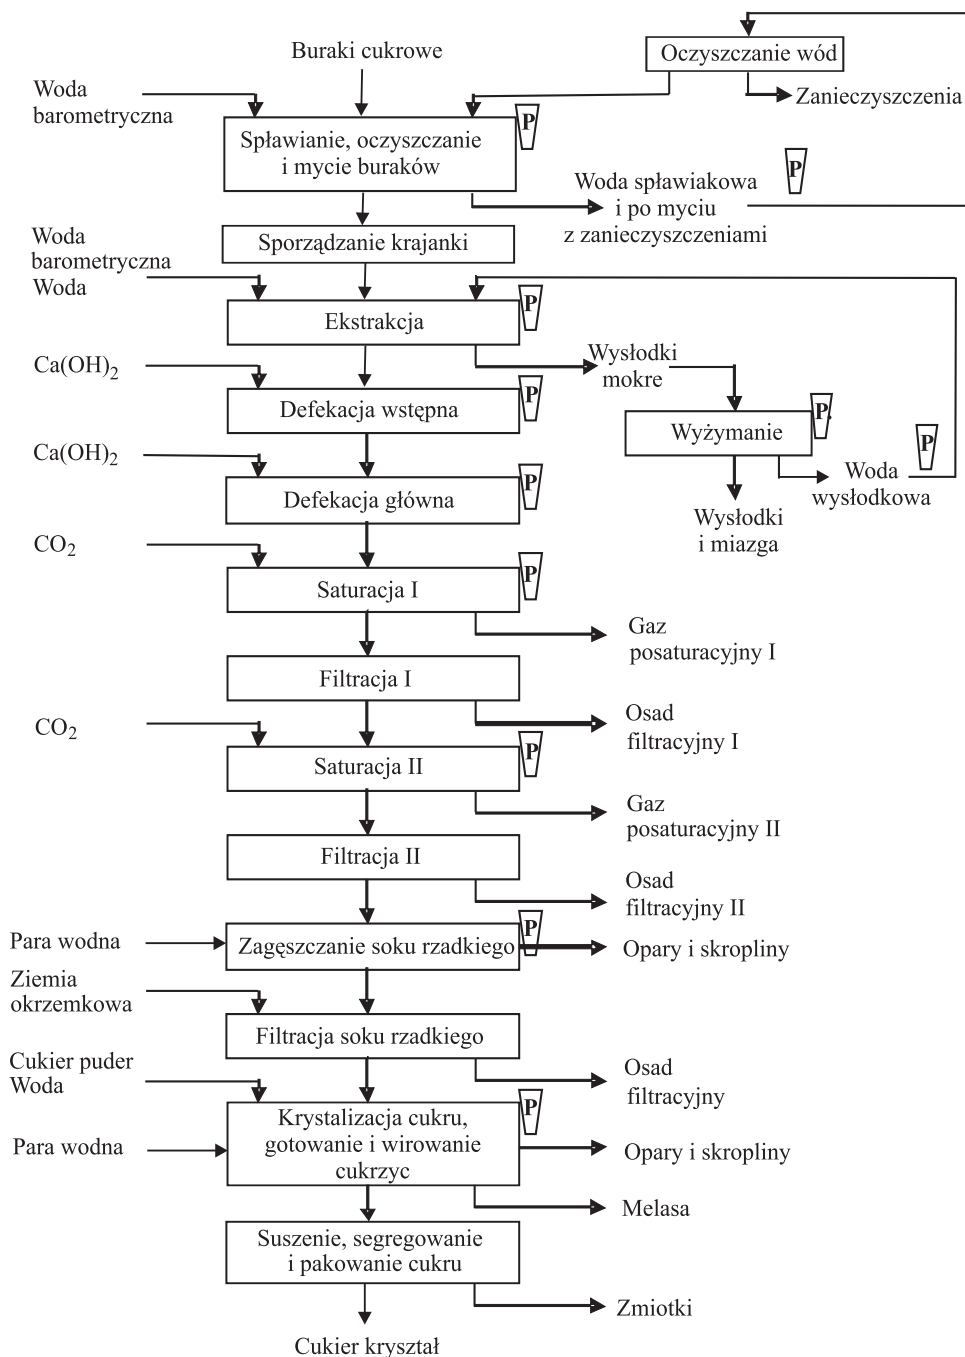 Buraki cukrowe
Oczyszczanie wód
Woda
barometryczna
Zanieczyszczenia
P
Spławianie, oczyszczanie
i mycie buraków
P
Woda spławiakowa
i po myciu
z zanieczyszczeniami
Sporządzanie krajanki
Woda
barometryczna
Woda
P
Ekstrakcja
Wysłodki
mokre
Ca(OH)2
P
Defekacja wstępna
P.
Wyżymanie
P
Ca(OH)2
P
Defekacja główna
Woda
wysłodkowa
Wysłodki
i miazga
CO2
P
Saturacja I
Gaz
posaturacyjny I
Filtracja I
Osad
filtracyjny I
CO2
P
Saturacja II
Gaz
posaturacyjny II
Filtracja II
Osad
filtracyjny II
P
Para wodna
Zagęszczanie soku rzadkiego
Opary i skropliny
Ziemia
okrzemkowa
Filtracja soku rzadkiego
Osad
filtracyjny
Cukier puder
Woda
P
Krystalizacja cukru,
gotowanie i wirowanie
cukrzyc
Para wodna
Opary i skropliny
Melasa
Suszenie, segregowanie
i pakowanie cukru
Zmiotki
Cukier kryształ